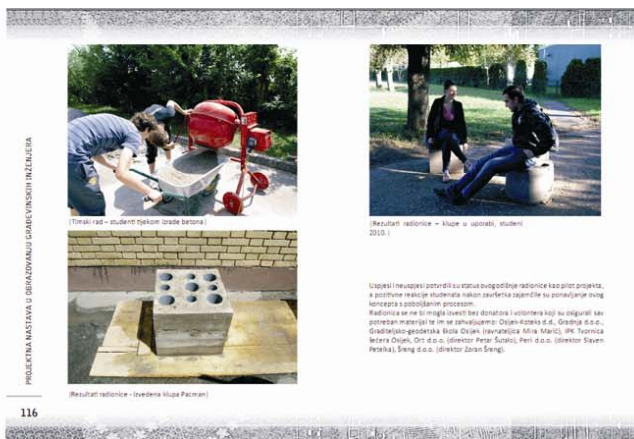 PROJEKTNA NASTAVA U OBRAZOVANJU GRAĐEVINSKIH INŽENJERA
116
(Timski rad – studenti tijekom izrade betona)
(Rezultati radionice - izvedena klupa Pacman)
(Rezultati radionice – klupe u uporabi, studeni
2010. )
Uspjesi i neuspjesi potvrdili su status ovogodišnje radionice kao pilot projekta,
a pozitivne reakcije studenata nakon završetka zajamčile su ponavljanje ovog
koncepta s poboljšanim procesom.
Radionica se ne bi mogla izvesti bez donatora i volontera koji su osigurali sav
potreban materijal te im se zahvaljujemo: Osijek-Koteks d.d., Gradnja d.o.o.,
Graditeljsko-geodetska škola Osijek (ravnateljica Mira Marić), IPK Tvornica
šećera Osijek, Ort d.o.o. (direktor Petar Šutalo), Peri d.o.o. (direktor Slaven
Petelka), Šreng d.o.o. (direktor Zoran Šreng).